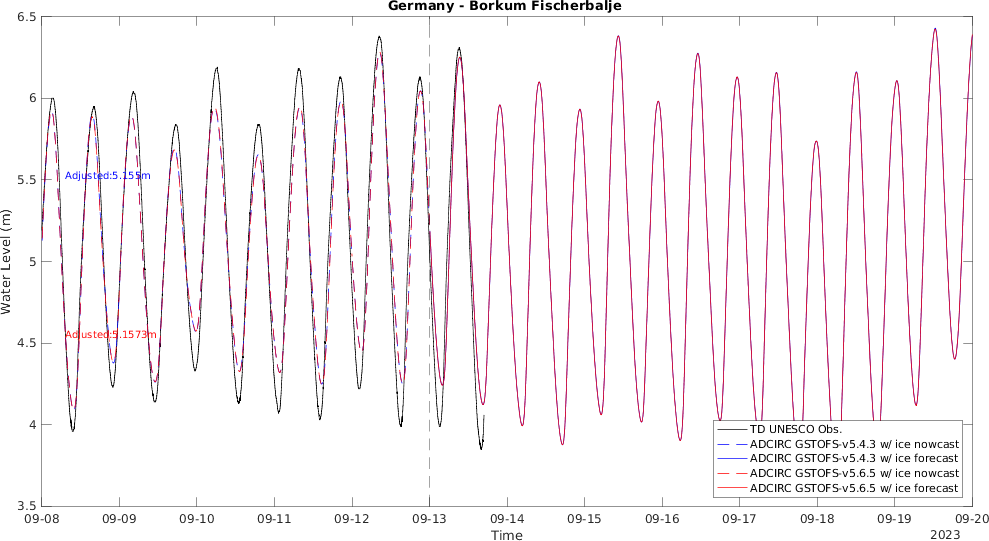 Germany - Borkum Fischerbalje
6.5
6
5.5
5
4.5
4
3.5
Water Level (m)
Adjusted:5.155m
Adjusted:5.1573m
TD UNESCO Obs.
ADCIRC GSTOFS-v5.4.3 w/ ice nowcast
ADCIRC GSTOFS-v5.4.3 w/ ice forecast
ADCIRC GSTOFS-v5.6.5 w/ ice nowcast
ADCIRC GSTOFS-v5.6.5 w/ ice forecast
09-08 09-09 09-10 09-11 09-12 09-13 09-14 09-15 09-16 09-17 09-18 09-19 09-20
Time
2023